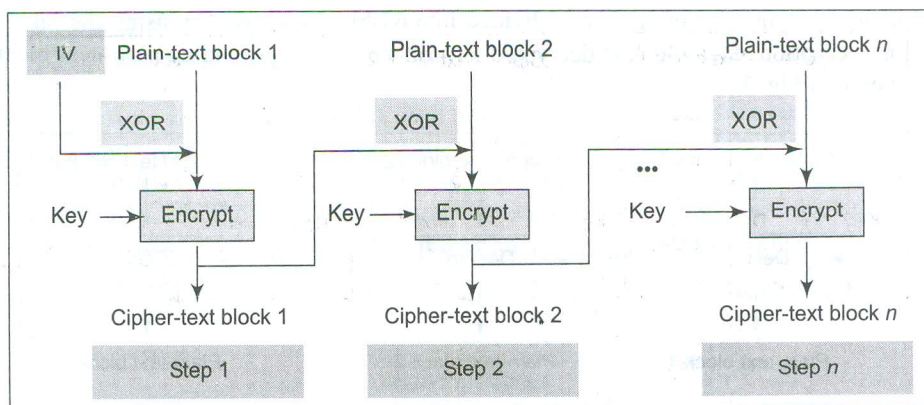 IV Plain-text block 1 Plain-text block 2 Plain-text block n
XOR XOR XOR
...
Key Encrypt Key Encrypt Key Encrypt
Cipher-text block 1 Cipher-text block 2 Cipher-text block n
Step 1 Step 2 Step n